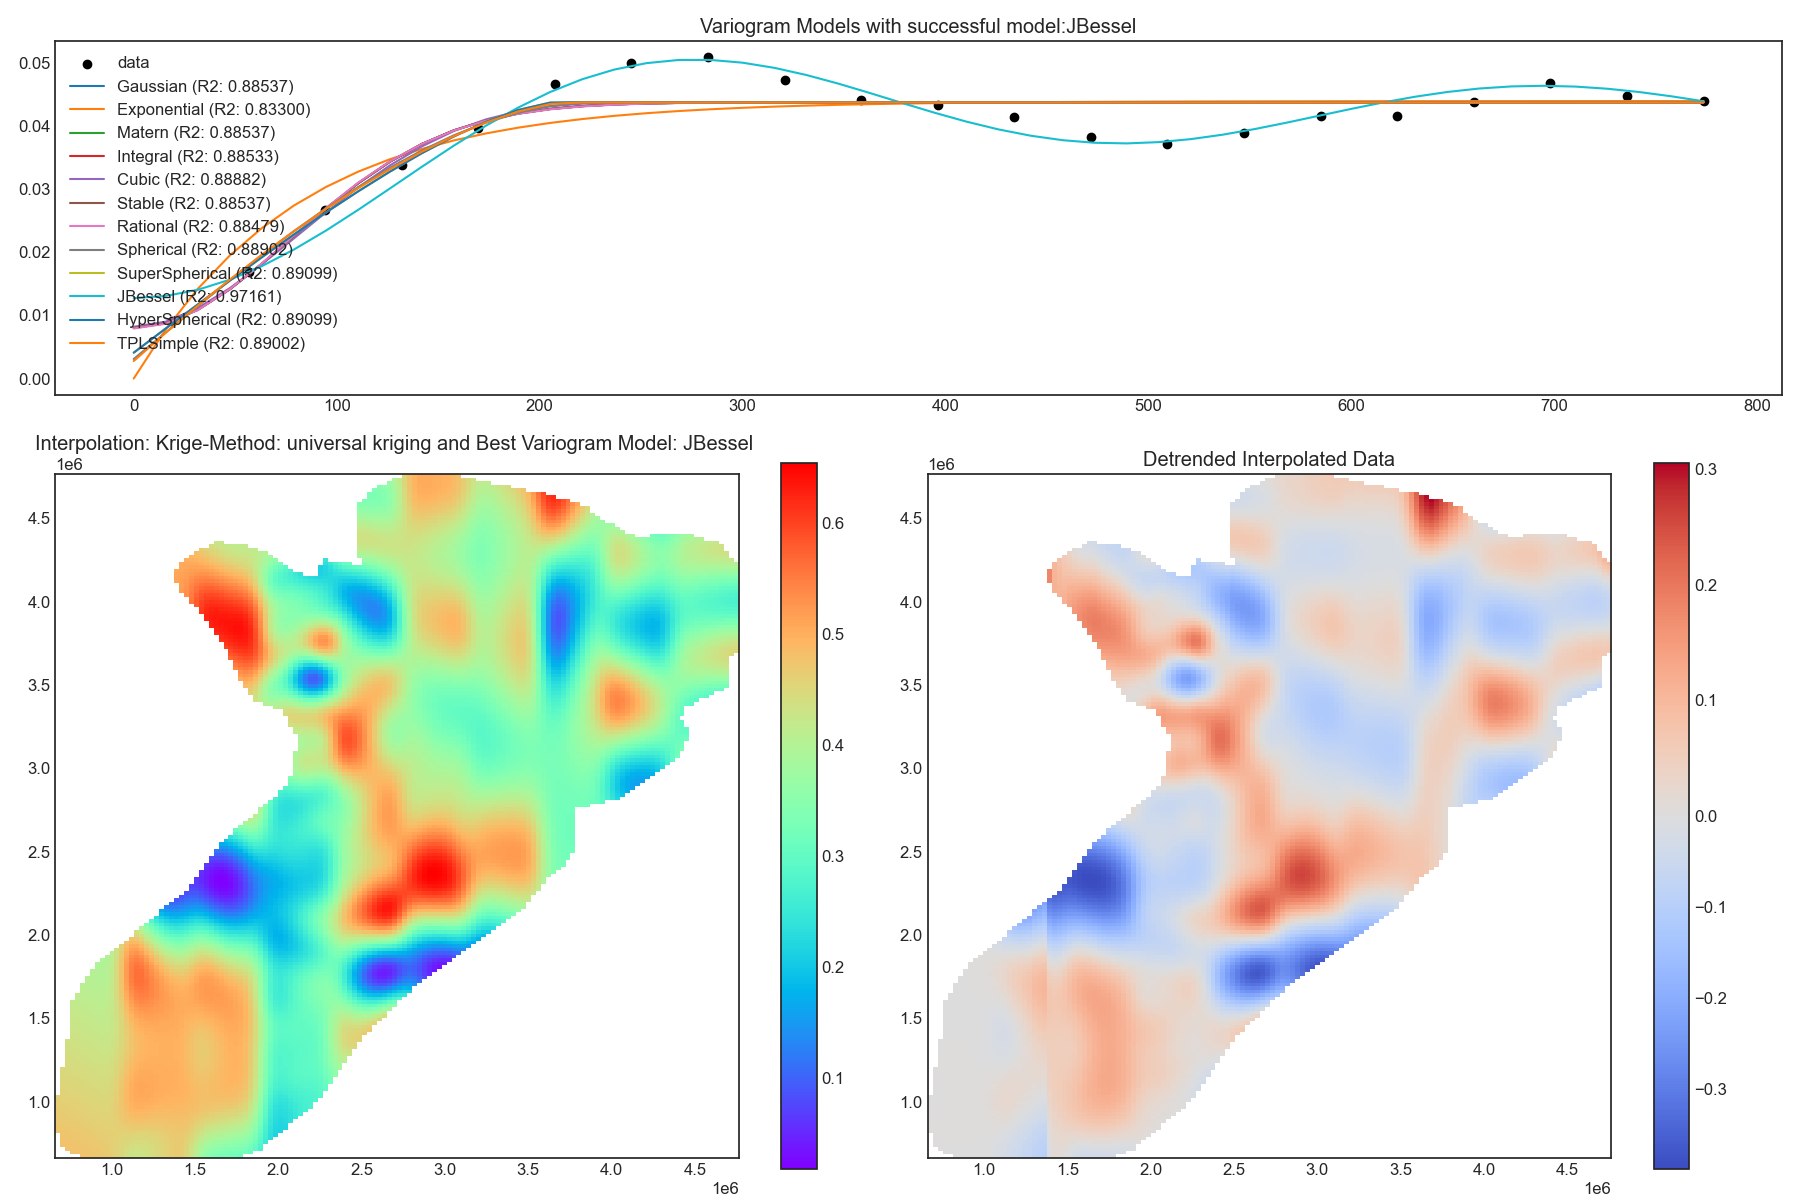 Variogram Models with successful model:JBessel
0.05
0.04
0.03
0.02
0.01
0.00
data
Gaussian (R2: 0.88537)
Exponential (R2: 0.83300)
Matern (R2: 0.88537)
Integral (R2: 0.88533)
Cubic (R2: 0.88882)
Stable (R2: 0.88537)
Rational (R2: 0.88479)
Spherical (R2: 0.88902)
SuperSpherical (R2: 0.89099)
JBessel (R2: 0.97161)
HyperSpherical (R2: 0.89099)
TPLSimple (R2: 0.89002)
0 100 200 300 400 500 600 700 800
Interpolation: Krige-Method: universal kriging and Best Variogram Model: JBessel
1e6
4.5
4.0
3.5
3.0
2.5
2.0
1.5
1.0
1.0 1.5 2.0 2.5 3.0 3.5 4.0 4.5
1e6
0.6
0.5
0.4
0.3
0.2
0.1
Detrended Interpolated Data
1e6
4.5
4.0
3.5
3.0
2.5
2.0
1.5
1.0
1.0 1.5 2.0 2.5 3.0 3.5 4.0 4.5
1e6
0.3
0.2
0.1
0.0
−0.1
−0.2
−0.3